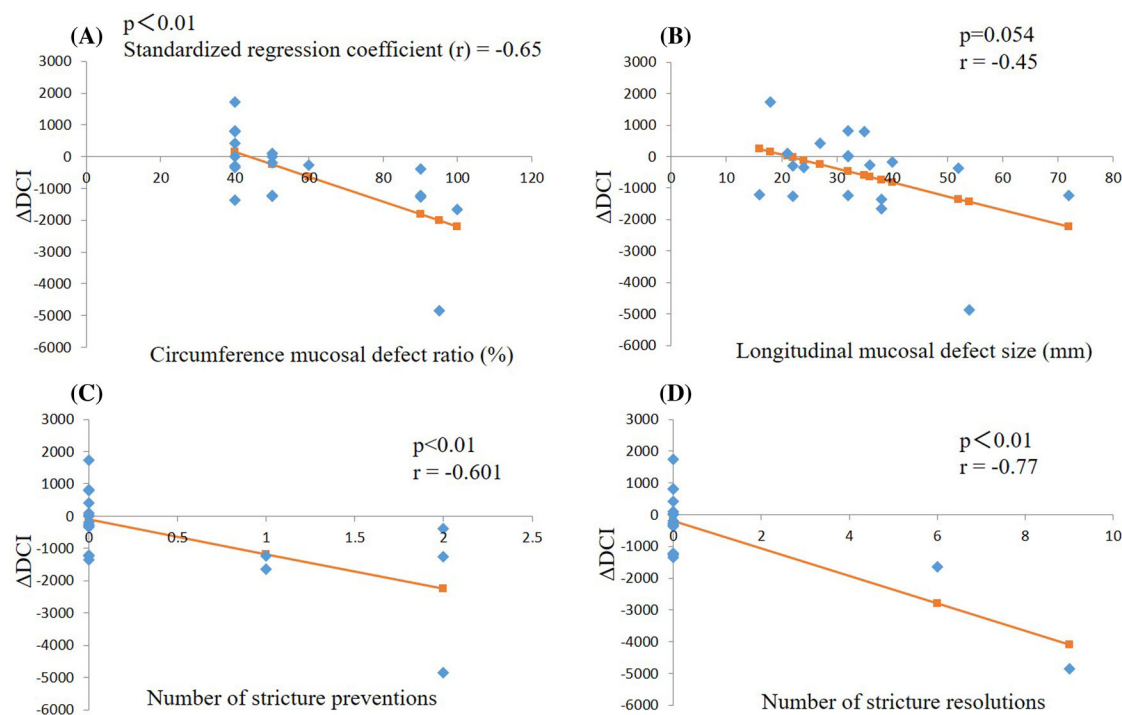 (A)
p<0.01
Standardized regression coefficient (r) = -0.65
3000
2000
1000
0
-1000
-2000
-3000
-4000
-5000
-6000
0 20 40 60 80 100 120
ΔDCI
Circumference mucosal defect ratio (%)
(B)
p=0.054
r = -0.45
3000
2000
1000
0
-1000
-2000
-3000
-4000
-5000
-6000
0 10 20 30 40 50 60 70 80
ΔDCI
Longitudinal mucosal defect size (mm)
(C)
p<0.01
r = -0.601
3000
2000
1000
0
-1000
-2000
-3000
-4000
-5000
-6000
0 0.5 1 1.5 2 2.5
ΔDCI
Number of stricture preventions
(D)
p<0.01
r = -0.77
3000
2000
1000
0
-1000
-2000
-3000
-4000
-5000
-6000
0 2 4 6 8 10
ΔDCI
Number of stricture resolutions